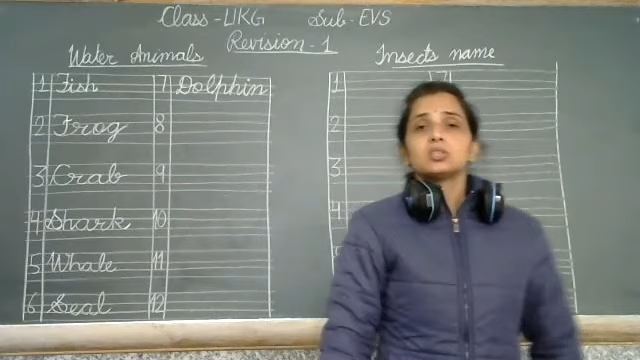 Class - UKG Sub - EVS
Revision - 1
Water Animals
1 Fish 7 Dolphin
2 Frog 8
3 Crab 9
4 Shark 10
5 Whale 11
6 Seal 12
Insects name
1 7
2
3
4